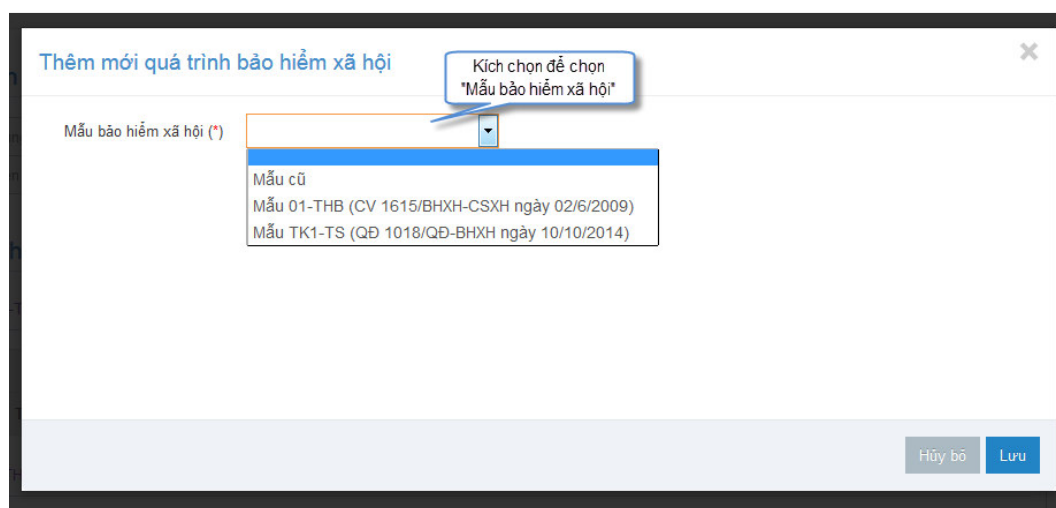 Thêm mới quá trình bảo hiểm xã hội
Kích chọn để chọn
"Mẫu bảo hiểm xã hội"
Mẫu bảo hiểm xã hội (*)
Mẫu cũ
Mẫu 01-THB (CV 1615/BHXH-CSXH ngày 02/6/2009)
Mẫu TK1-TS (QĐ 1018/QĐ-BHXH ngày 10/10/2014)
Hủy bỏ
Lưu